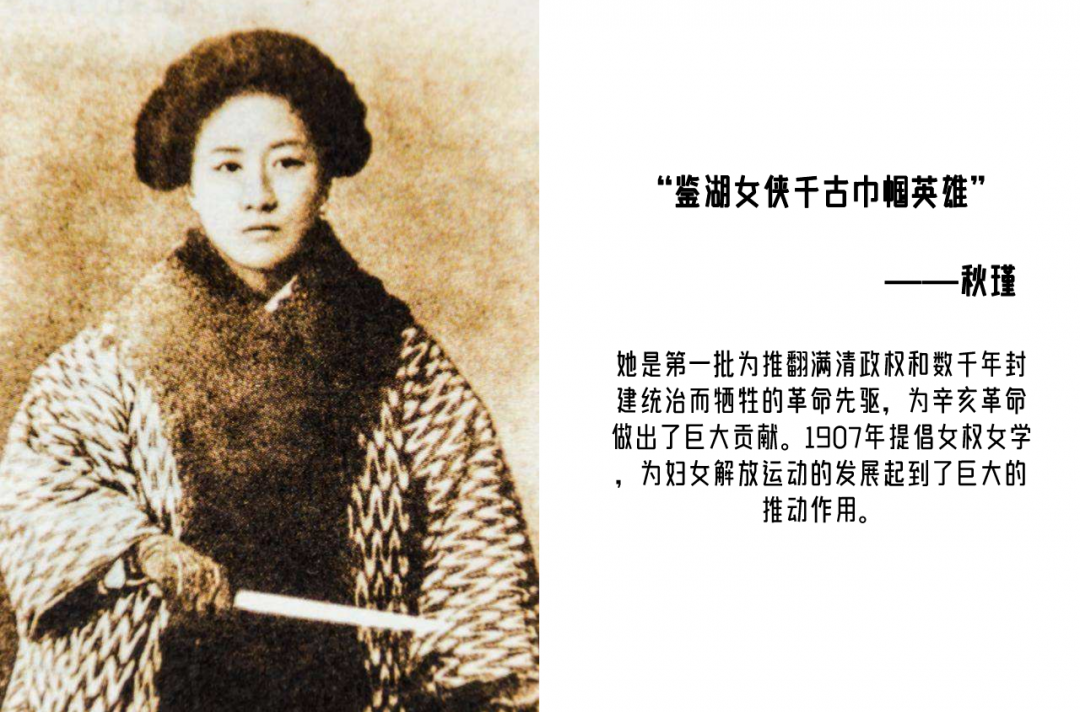 “鉴湖女侠千古巾帼英雄”
——秋瑾
她是第一批为推翻满清政权和数千年封
建统治而牺牲的革命先驱，为辛亥革命
做出了巨大贡献。1907年提倡女权女学
，为妇女解放运动的发展起到了巨大的
推动作用。